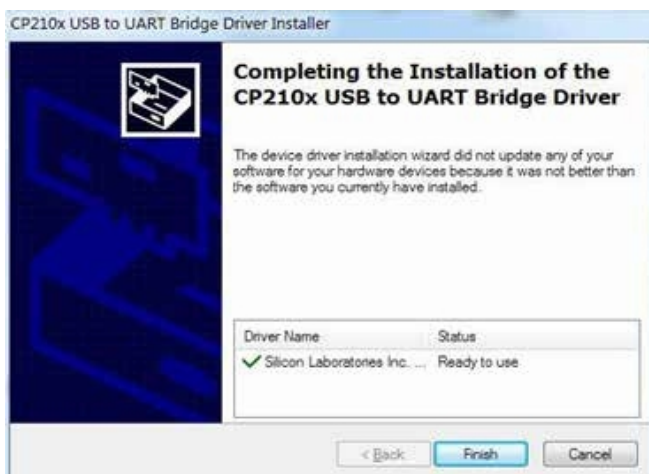 CP210x USB to UART Bridge Driver Installer
Completing the Installation of the
CP210x USB to UART Bridge Driver
The device driver installation wizard did not update any of your
software for your hardware devices because it was not better than
the software you currently have installed.
Driver Name Status
Silicon Laboratories Inc. ... Ready to use
< Back Finish Cancel